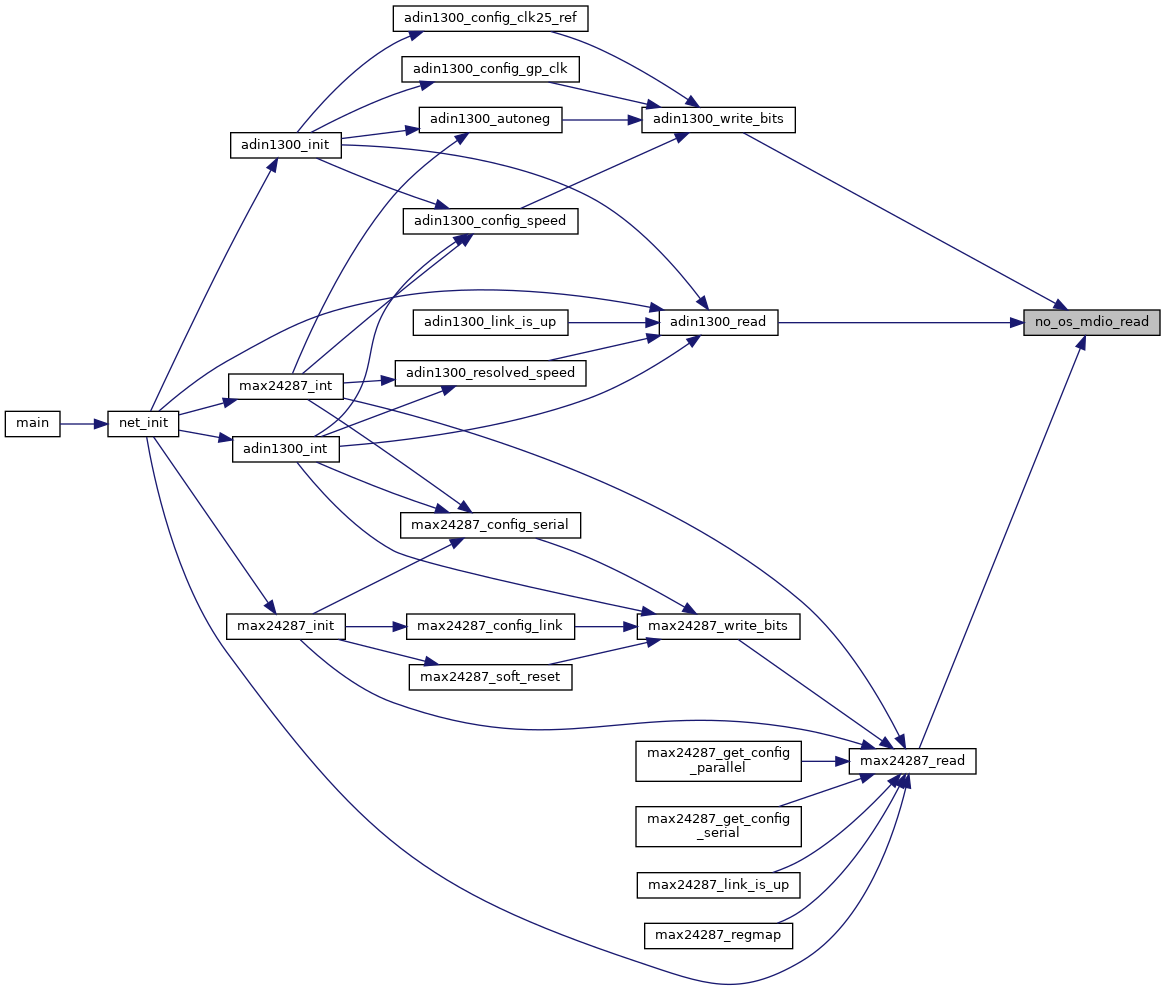 adin1300_config_clk25_ref
adin1300_config_gp_clk
adin1300_autoneg
adin1300_write_bits
adin1300_init
adin1300_config_speed
adin1300_link_is_up
adin1300_read
no_os_mdio_read
adin1300_resolved_speed
max24287_int
main
net_init
adin1300_int
max24287_config_serial
max24287_init
max24287_config_link
max24287_write_bits
max24287_soft_reset
max24287_get_config
_parallel
max24287_read
max24287_get_config
_serial
max24287_link_is_up
max24287_regmap